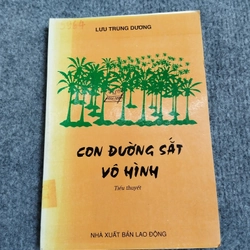 LƯU TRUNG DƯƠNG
CON ĐƯỜNG SẮT
VÔ HÌNH
Tiểu thuyết
NHÀ XUẤT BẢN LAO ĐỘNG